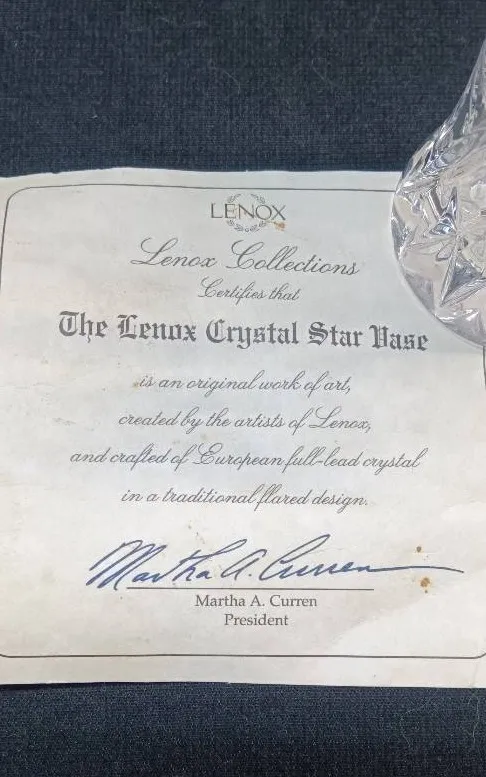 LENOX
Lenox Collections
Certifies that
The Lenox Crystal Star Vase
is an original work of art,
created by the artists of Lenox,
and crafted of European full-lead crystal
in a traditional flared design.
Martha A. Curren
Martha A. Curren
President